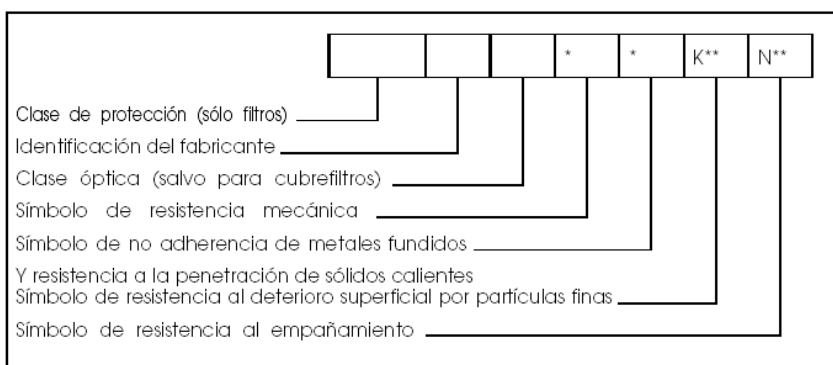 * * K** N**
Clase de protección (sólo filtros)
Identificación del fabricante
Clase óptica (salvo para cubrefiltros)
Símbolo de resistencia mecánica
Símbolo de no adherencia de metales fundidos
Y resistencia a la penetración de sólidos calientes
Símbolo de resistencia al deterioro superficial por partículas finas
Símbolo de resistencia al empañamiento